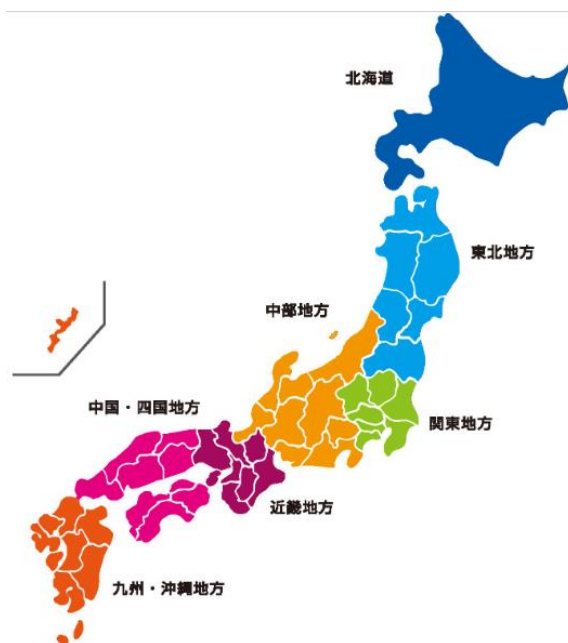 北海道
東北地方
中部地方
中国・四国地方
関東地方
近畿地方
九州・沖縄地方